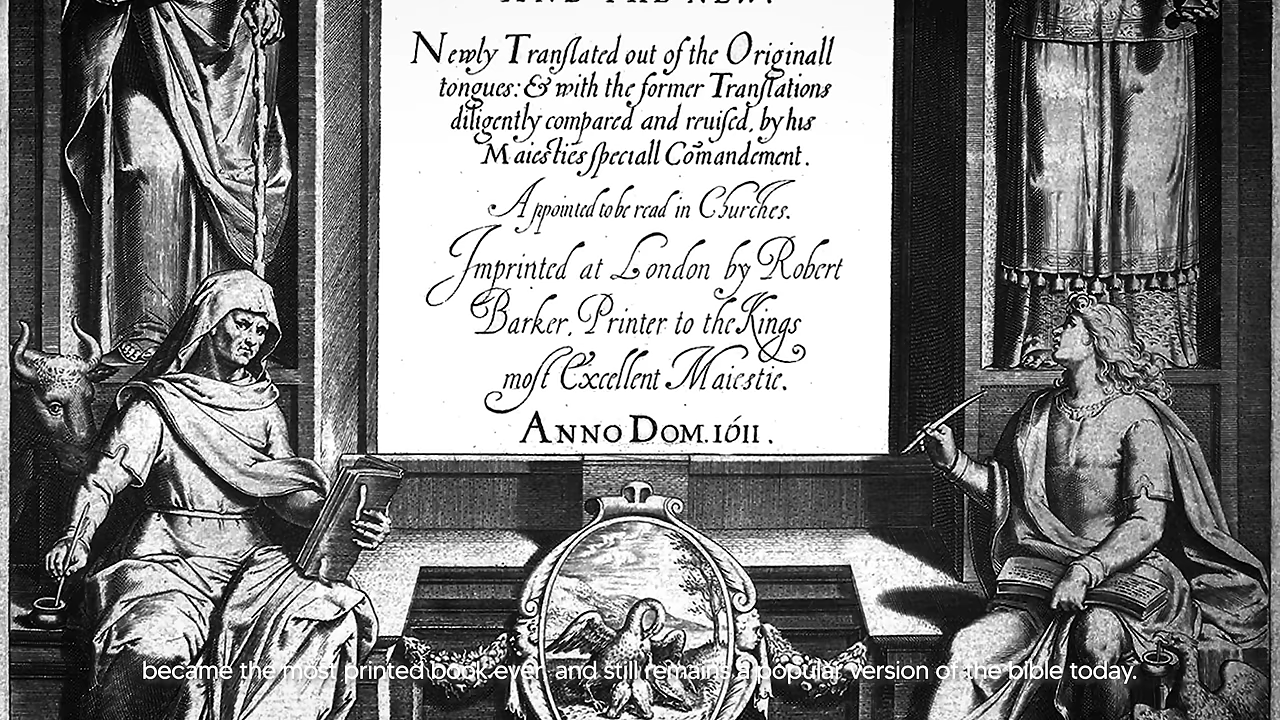 AND THE NEW:
Newly Tranſlated out of the Originall
tongues: & with the former Tranſlations
diligently compared and reuiſed, by his
Maieſties ſpeciall Comandement.
Appointed to be read in Churches.
Imprinted at London by Robert
Barker, Printer to the Kings
moſt Excellent Maieſtie.
ANNO DOM. 1611.
became the most printed book ever, and still remains a popular version of the bible today.